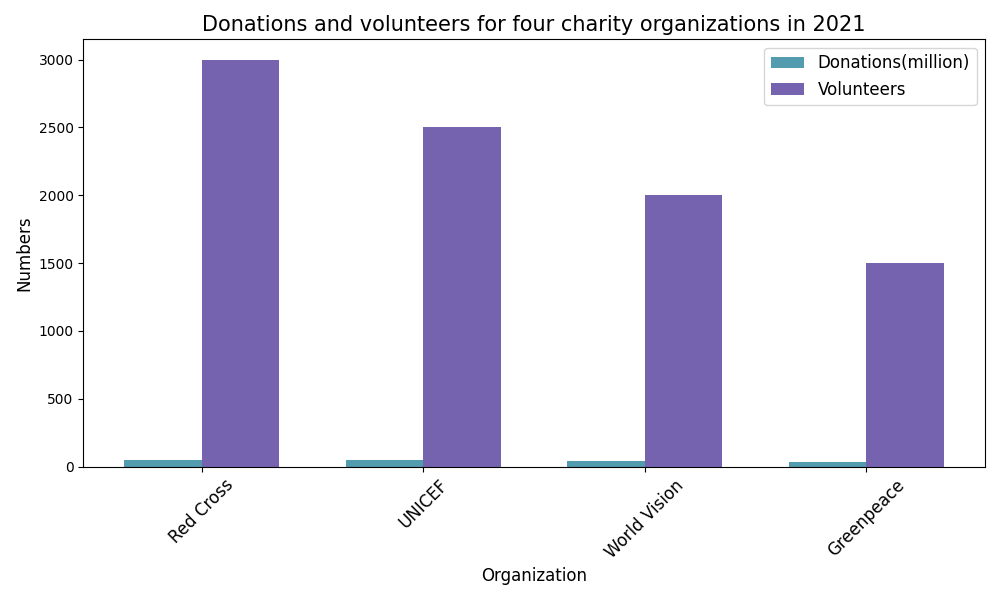 Donations and volunteers for four charity organizations in 2021
Donations(million)
Volunteers
Numbers
3000
2500
2000
1500
1000
500
0
Red Cross
UNICEF
World Vision
Greenpeace
Organization